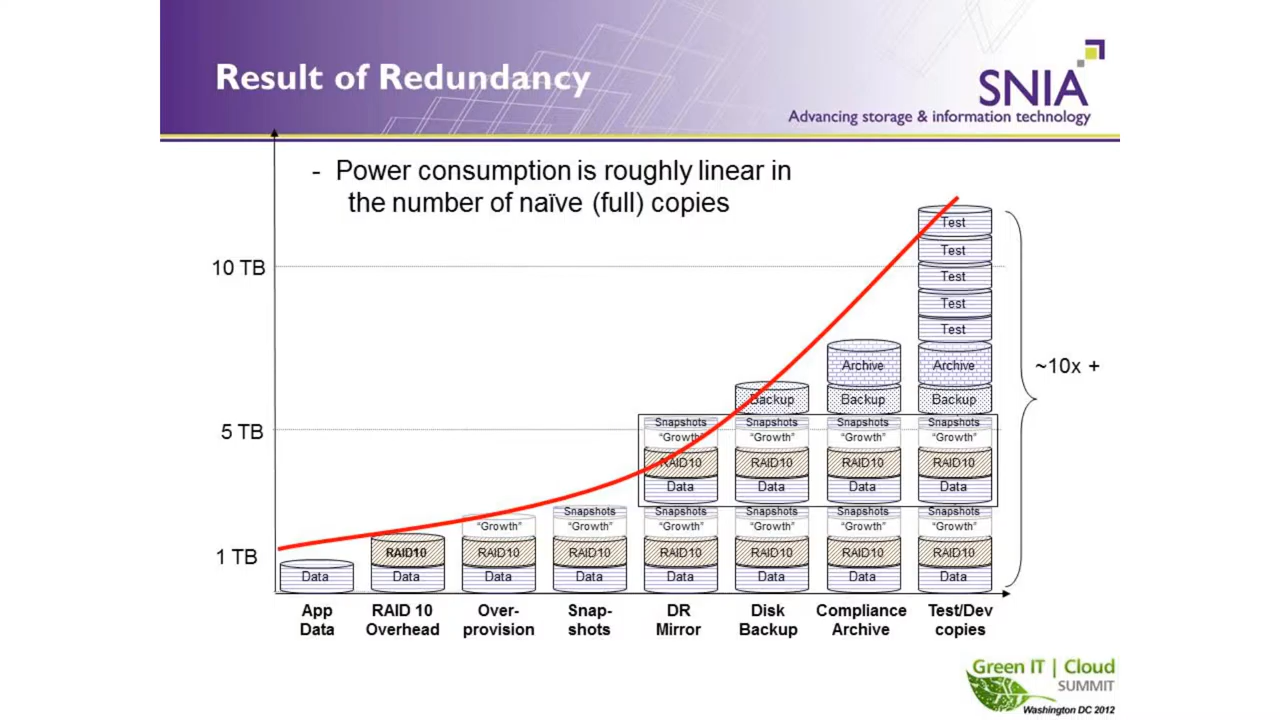 Result of Redundancy
SNIA
Advancing storage & information technology
- Power consumption is roughly linear in
the number of naïve (full) copies
10 TB
5 TB
1 TB
Data
RAID10
Data
"Growth"
RAID10
Data
Snapshots
"Growth"
RAID10
Data
Snapshots
"Growth"
RAID10
Data
Snapshots
"Growth"
RAID10
Data
Backup
Snapshots
"Growth"
RAID10
Data
Snapshots
"Growth"
RAID10
Data
Archive
Backup
Snapshots
"Growth"
RAID10
Data
Snapshots
"Growth"
RAID10
Data
Test
Test
Test
Test
Test
Archive
Backup
Snapshots
"Growth"
RAID10
Data
Snapshots
"Growth"
RAID10
Data
~10x +
App
Data
RAID 10
Overhead
Over-
provision
Snap-
shots
DR
Mirror
Disk
Backup
Compliance
Archive
Test/Dev
copies
Green IT | Cloud
SUMMIT
Washington DC 2012